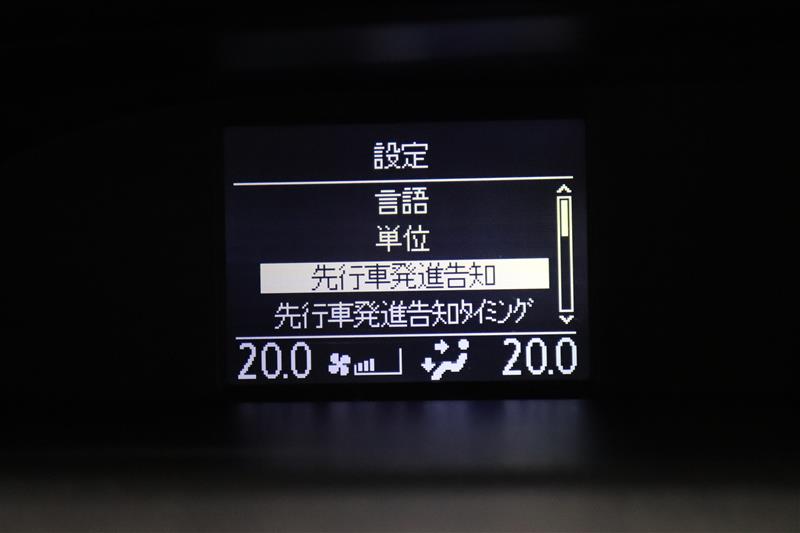 設定
言語
単位
先行車発進告知
先行車発進告知タイミング
20.0 20.0